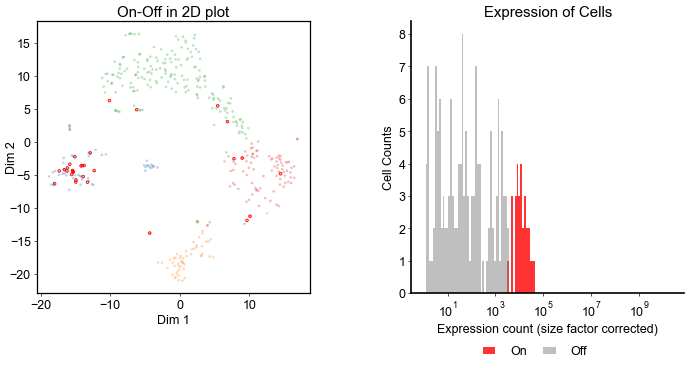 On-Off in 2D plot
15
10
5
0
−5
−10
−15
−20
Dim 2
−20 −10 0 10
Dim 1
Expression of Cells
8
7
6
5
4
3
2
1
0
Cell Counts
10^1 10^3 10^5 10^7 10^9
Expression count (size factor corrected)
On Off